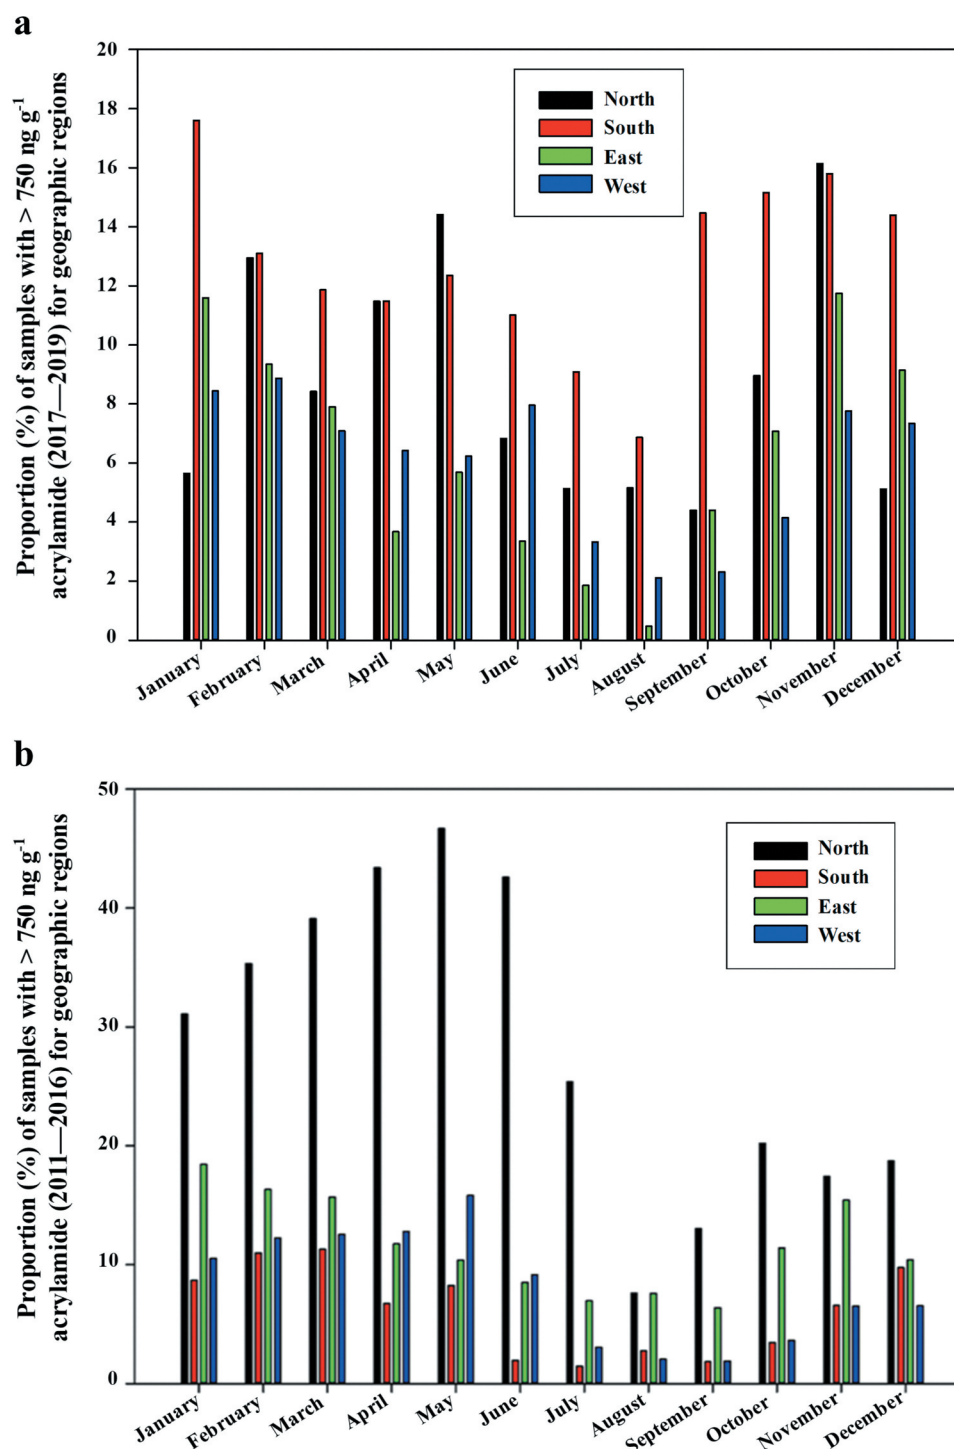 a
Proportion (%) of samples with > 750 ng g-1
acrylamide (2017—2019) for geographic regions
20
18
16
14
12
10
8
6
4
2
0
North
South
East
West
January
February
March
April
May
June
July
August
September
October
November
December
b
Proportion (%) of samples with > 750 ng g-1
acrylamide (2011—2016) for geographic regions
50
40
30
20
10
0
North
South
East
West
January
February
March
April
May
June
July
August
September
October
November
December